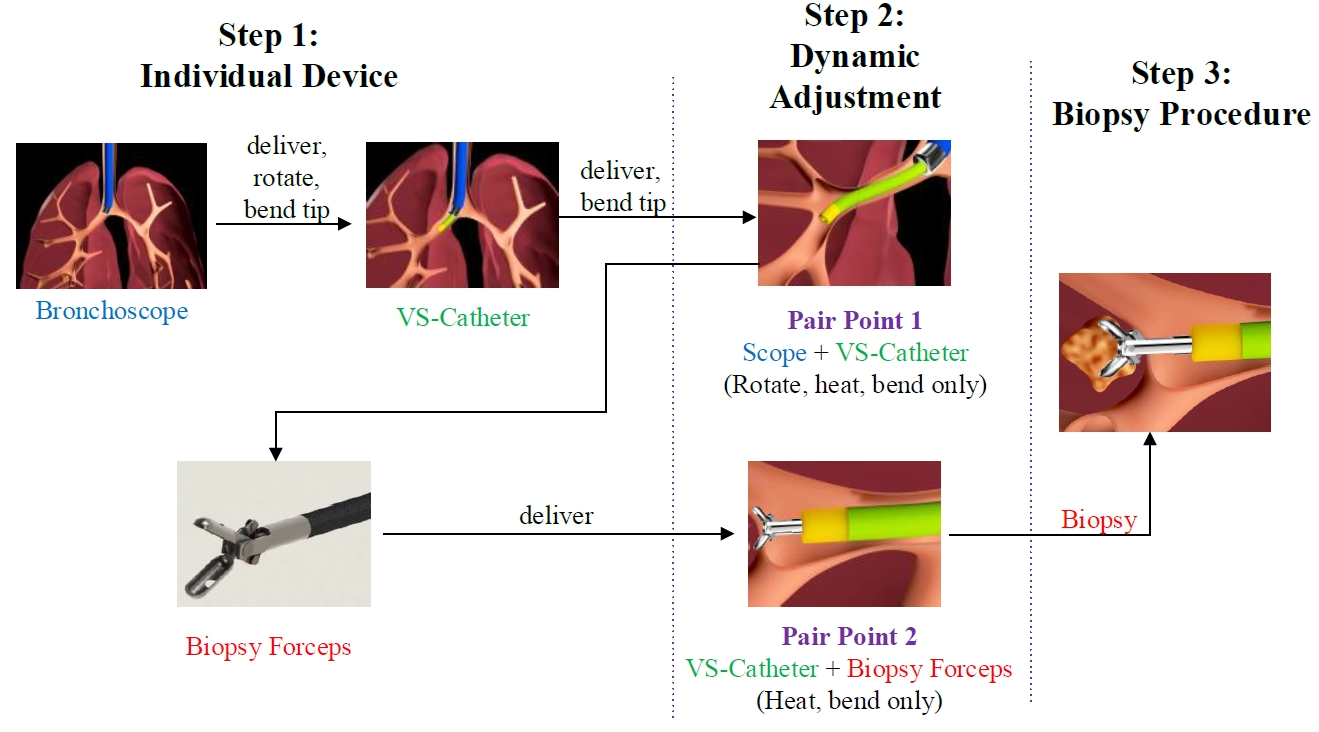 Step 1:
Individual Device
Step 2:
Dynamic
Adjustment
Step 3:
Biopsy Procedure
deliver,
rotate,
bend tip
deliver,
bend tip
Bronchoscope
VS-Catheter
Pair Point 1
Scope + VS-Catheter
(Rotate, heat, bend only)
deliver
Biopsy
Biopsy Forceps
Pair Point 2
VS-Catheter + Biopsy Forceps
(Heat, bend only)